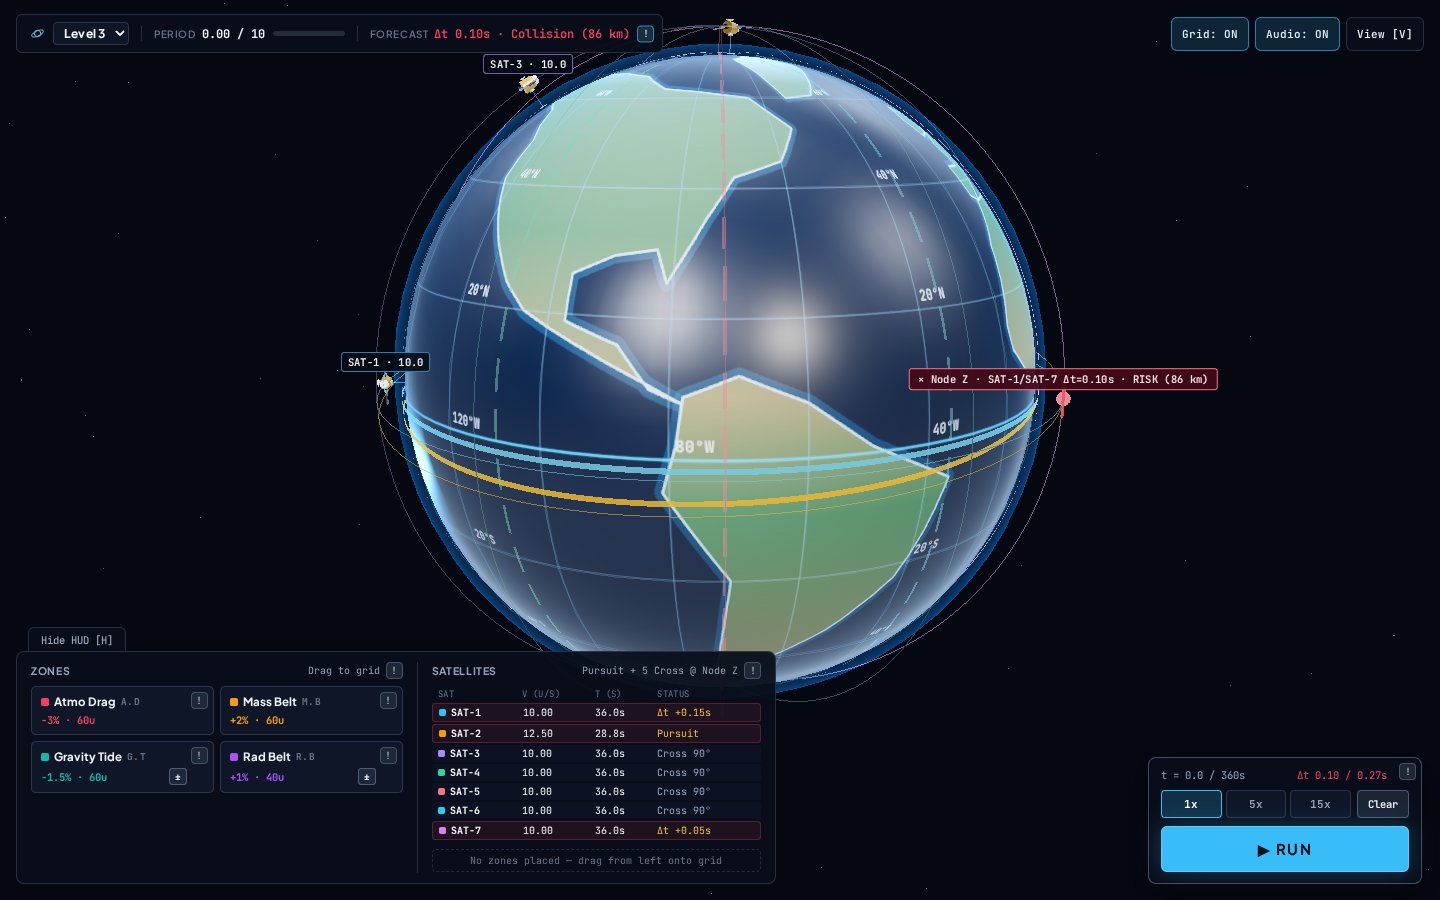 Level 3
PERIOD 0.00 / 10
FORECAST Δt 0.10s · Collision (86 km) !
Grid: ON
Audio: ON
View [V]
SAT-3 · 10.0
40°N
40°N
20°N
20°N
SAT-1 · 10.0
× Node Z · SAT-1/SAT-7 Δt=0.10s · RISK (86 km)
120°W
80°W
40°W
20°S
20°S
Hide HUD [H]
ZONES
Drag to grid !
Atmo Drag A.D !
-3% · 60u
Mass Belt M.B !
+2% · 60u
Gravity Tide G.T !
-1.5% · 60u ±
Rad Belt R.B !
+1% · 40u ±
SATELLITES
Pursuit + 5 Cross @ Node Z !
SAT V (U/S) T (S) STATUS
SAT-1 10.00 36.0s Δt +0.15s
SAT-2 12.50 28.8s Pursuit
SAT-3 10.00 36.0s Cross 90°
SAT-4 10.00 36.0s Cross 90°
SAT-5 10.00 36.0s Cross 90°
SAT-6 10.00 36.0s Cross 90°
SAT-7 10.00 36.0s Δt +0.05s
No zones placed — drag from left onto grid
t = 0.0 / 360s
Δt 0.10 / 0.27s !
1x
5x
15x
Clear
▶ RUN